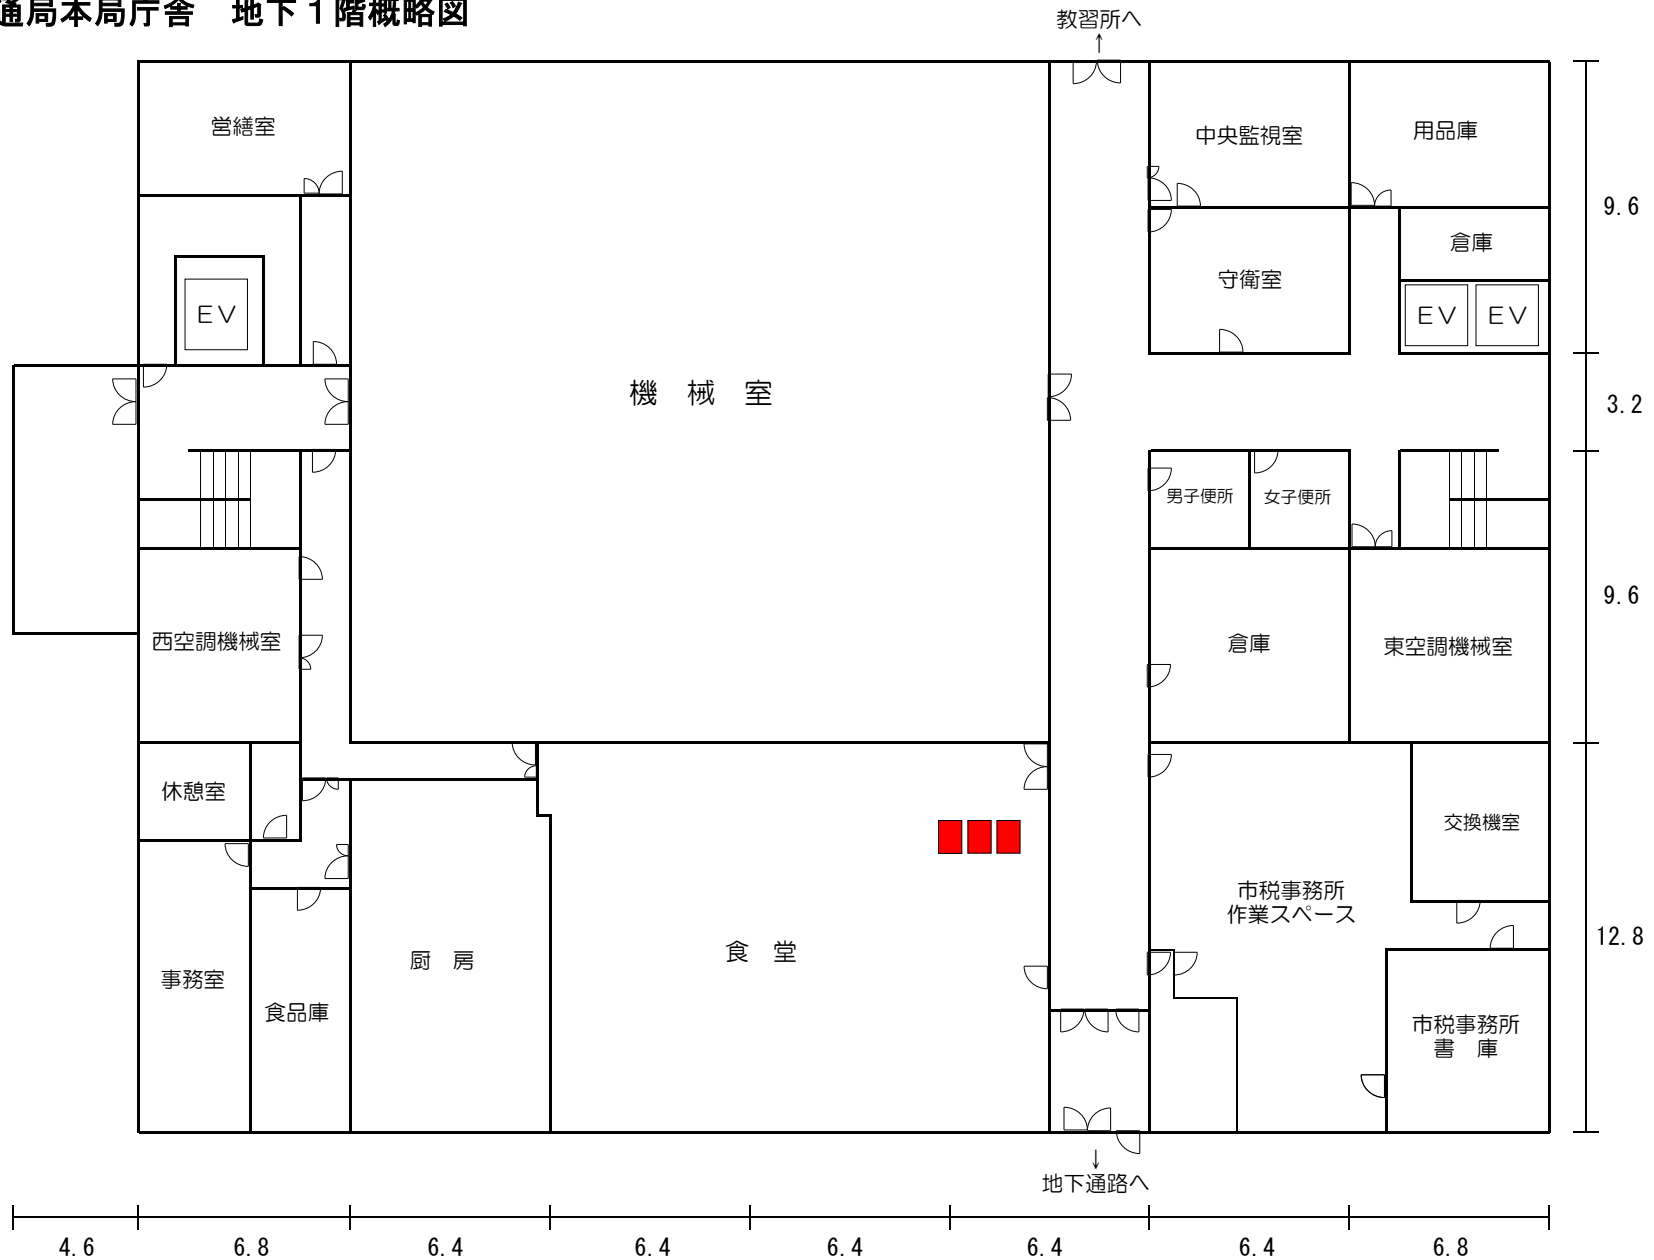 通局本局庁舎　地下１階概略図
教習所へ
↑
営繕室
中央監視室
用品庫
9.6
倉庫
守衛室
ＥＶ
ＥＶ
ＥＶ
機　械　室
3.2
男子便所
女子便所
9.6
西空調機械室
倉庫
東空調機械室
休憩室
交換機室
市税事務所
作業スペース
12.8
食　堂
厨　房
事務室
食品庫
市税事務所
書　庫
↓
地下通路へ
4.6
6.8
6.4
6.4
6.4
6.4
6.4
6.8